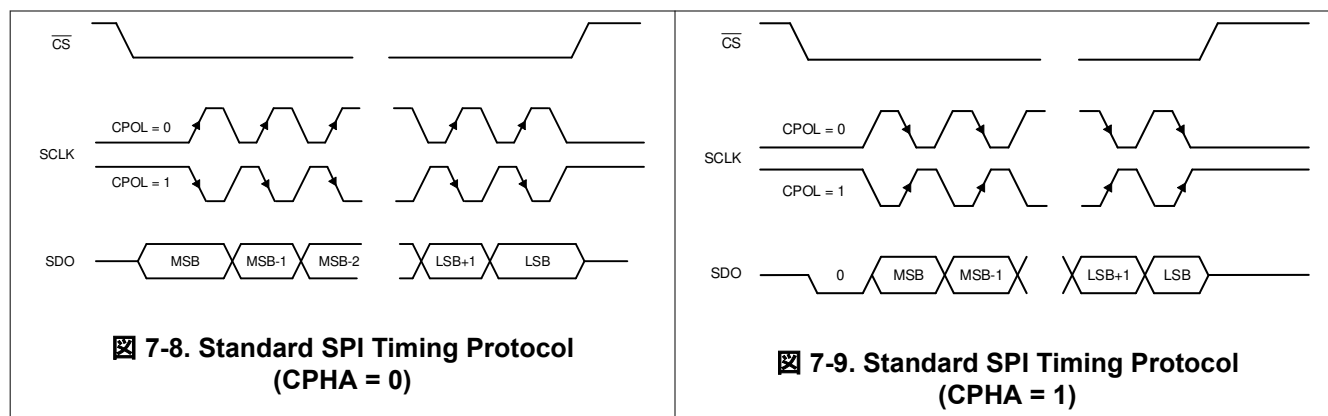 CS
CPOL = 0
SCLK
CPOL = 1
SDO
MSB
MSB-1
MSB-2
LSB+1
LSB
図 7-8. Standard SPI Timing Protocol
(CPHA = 0)
CS
CPOL = 0
SCLK
CPOL = 1
SDO
0
MSB
MSB-1
LSB+1
LSB
図 7-9. Standard SPI Timing Protocol
(CPHA = 1)